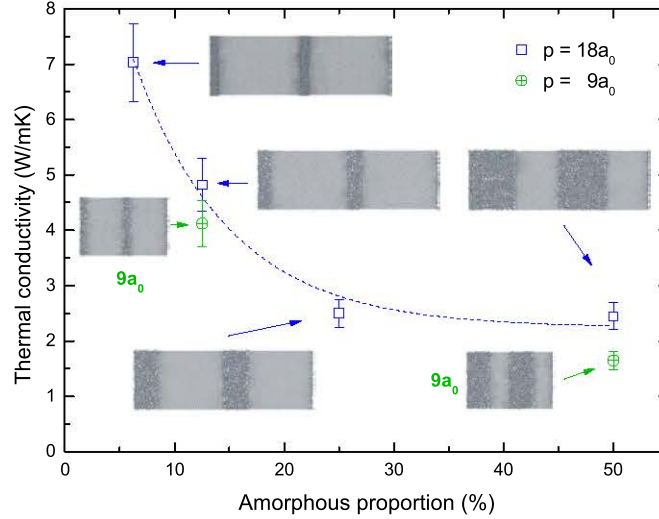 8
7
6
5
4
3
2
1
0
Thermal conductivity (W/mK)
p = 18a0
p = 9a0
9a0
9a0
0
10
20
30
40
50
Amorphous proportion (%)